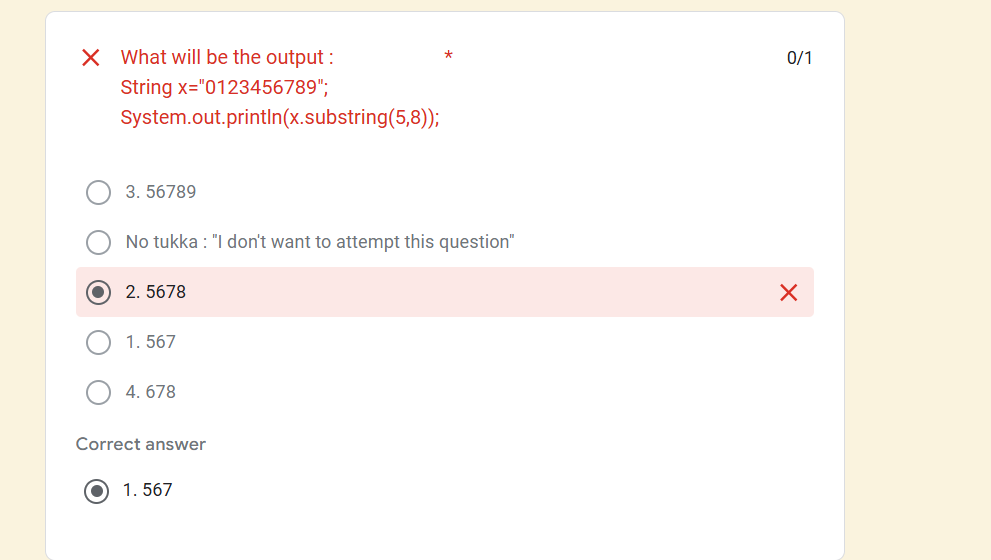 What will be the output : *
0/1
String x="0123456789";
System.out.println(x.substring(5,8));
3. 56789
No tukka : "I don't want to attempt this question"
2. 5678
1. 567
4. 678
Correct answer
1. 567